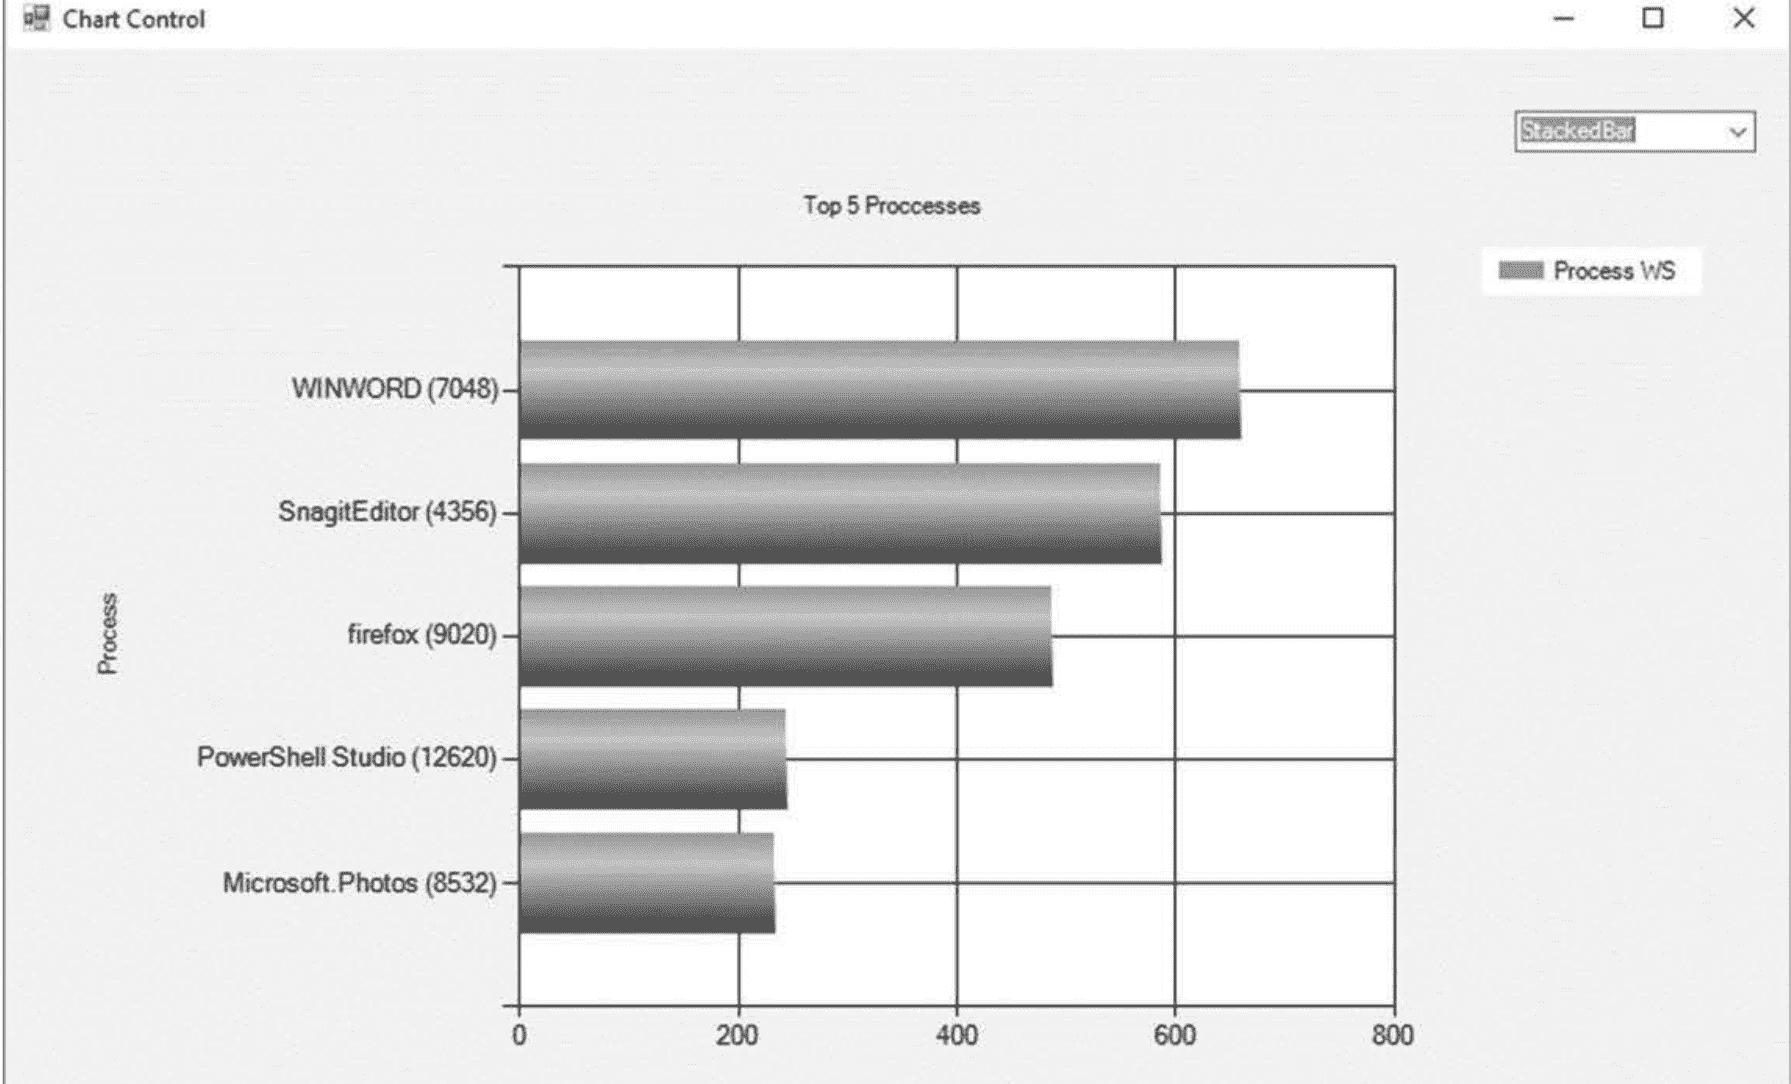 Chart Control
StackedBar
Top 5 Proccesses
Process WS
WINWORD (7048)
SnagitEditor (4356)
firefox (9020)
PowerShell Studio (12620)
Microsoft.Photos (8532)
Process
0 200 400 600 800